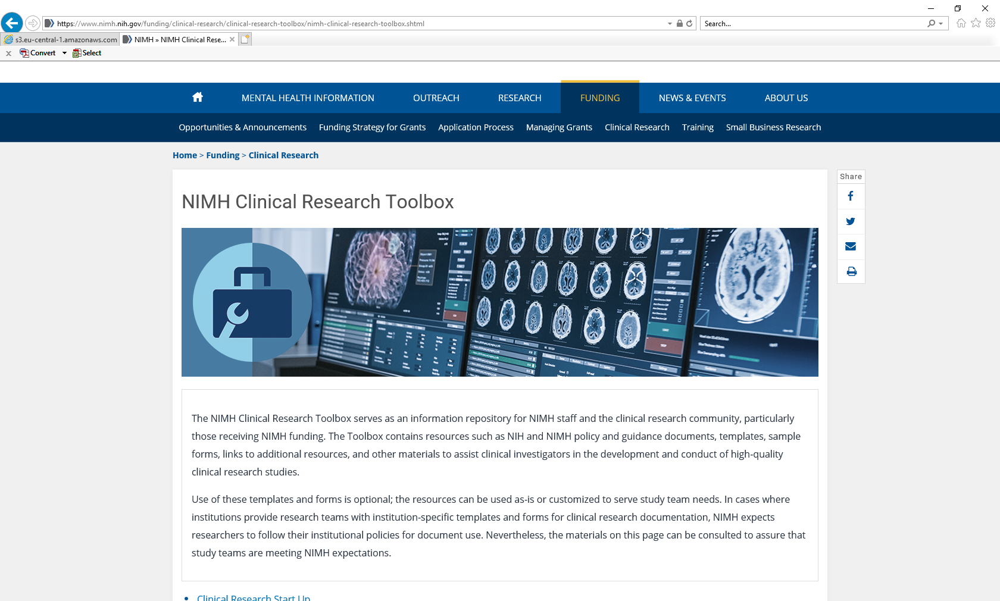 https://www.nimh.nih.gov/funding/clinical-research/clinical-research-toolbox/nimh-clinical-research-toolbox.shtml
Search...
s3.eu-central-1.amazonaws.com
NIMH » NIMH Clinical Rese...
x Convert Select
MENTAL HEALTH INFORMATION OUTREACH RESEARCH FUNDING NEWS & EVENTS ABOUT US
Opportunities & Announcements Funding Strategy for Grants Application Process Managing Grants Clinical Research Training Small Business Research
Home > Funding > Clinical Research
Share
NIMH Clinical Research Toolbox
The NIMH Clinical Research Toolbox serves as an information repository for NIMH staff and the clinical research community, particularly
those receiving NIMH funding. The Toolbox contains resources such as NIH and NIMH policy and guidance documents, templates, sample
forms, links to additional resources, and other materials to assist clinical investigators in the development and conduct of high-quality
clinical research studies.
Use of these templates and forms is optional; the resources can be used as-is or customized to serve study team needs. In cases where
institutions provide research teams with institution-specific templates and forms for clinical research documentation, NIMH expects
researchers to follow their institutional policies for document use. Nevertheless, the materials on this page can be consulted to assure that
study teams are meeting NIMH expectations.
• Clinical Research Start Up